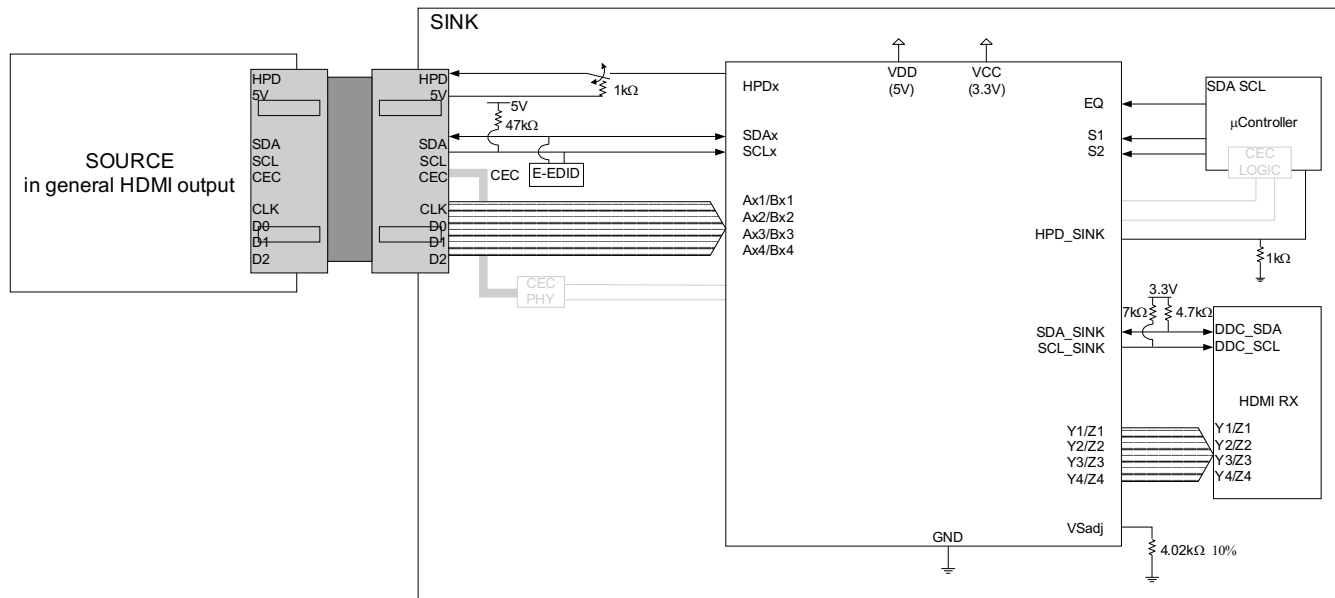 SINK
SOURCE
in general HDMI output
HPD
5V
SDA
SCL
CEC
CLK
D0
D1
D2
HPD
5V
SDA
SCL
CEC
CLK
D0
D1
D2
1kΩ
5V
47kΩ
CEC
E-EDID
CEC
PHY
HPDx
SDAx
SCLx
Ax1/Bx1
Ax2/Bx2
Ax3/Bx3
Ax4/Bx4
VDD
(5V)
VCC
(3.3V)
EQ
S1
S2
HPD_SINK
SDA_SINK
SCL_SINK
Y1/Z1
Y2/Z2
Y3/Z3
Y4/Z4
VSadj
GND
SDA SCL
μController
CEC
LOGIC
1kΩ
3.3V
7kΩ
4.7kΩ
DDC_SDA
DDC_SCL
HDMI RX
Y1/Z1
Y2/Z2
Y3/Z3
Y4/Z4
4.02kΩ 10%